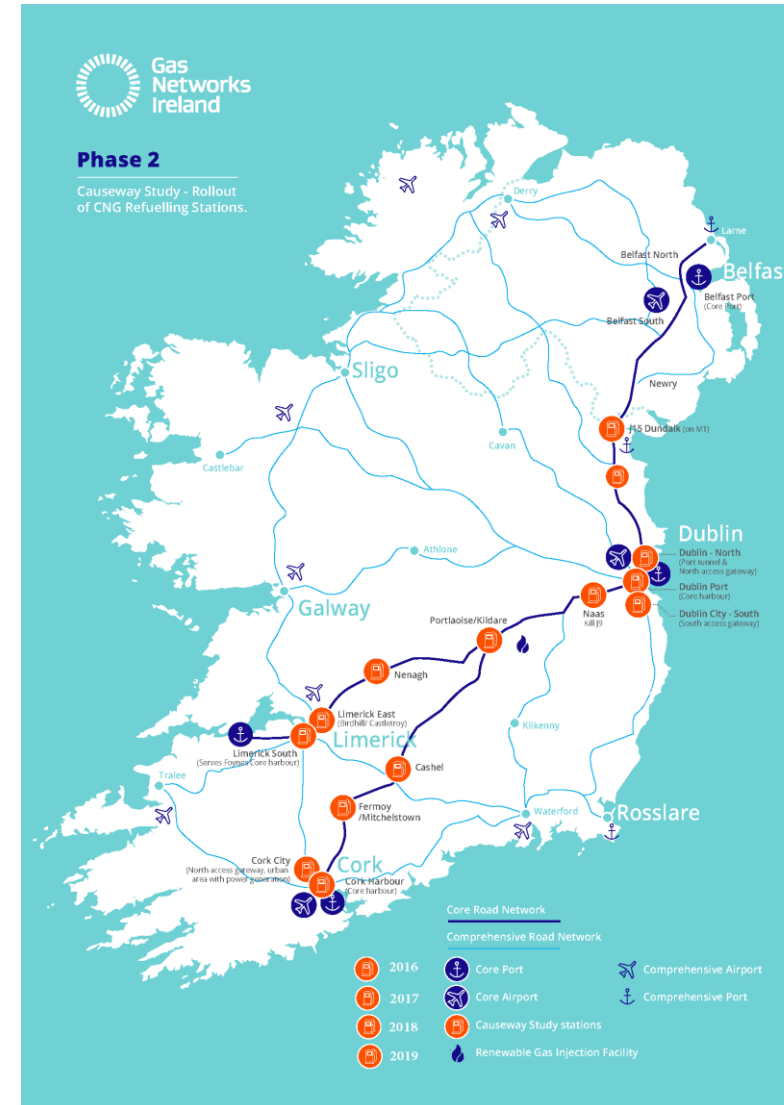 Gas
Networks
Ireland
Phase 2
Causeway Study - Rollout
of CNG Refuelling Stations.
Derry
Larne
Belfast North
Belfas
Belfast Port
(Core Port)
Belfast South
Newry
Sligo
J15 Dundalk (on M1)
Cavan
Castlebar
Dublin
Athlone
Dublin - North
(Port tunnel &
North access gateway)
Galway
Dublin Port
(Core harbour)
Naas
Kill J9
Dublin City - South
(South access gateway)
Portlaoise/Kildare
Nenagh
Limerick East
(Birdhill/ Castletroy)
Kilkenny
Limerick
Limerick South
(Serves Foynes Core harbour)
Cashel
Tralee
Fermoy
/Mitchelstown
Waterford
Rosslare
Cork City
(North access gateway, urban
area with power generation)
Cork
Cork Harbour
(Core harbour)
Core Road Network
Comprehensive Road Network
2016
Core Port
Comprehensive Airport
2017
Core Airport
Comprehensive Port
2018
Causeway Study stations
2019
Renewable Gas Injection Facility